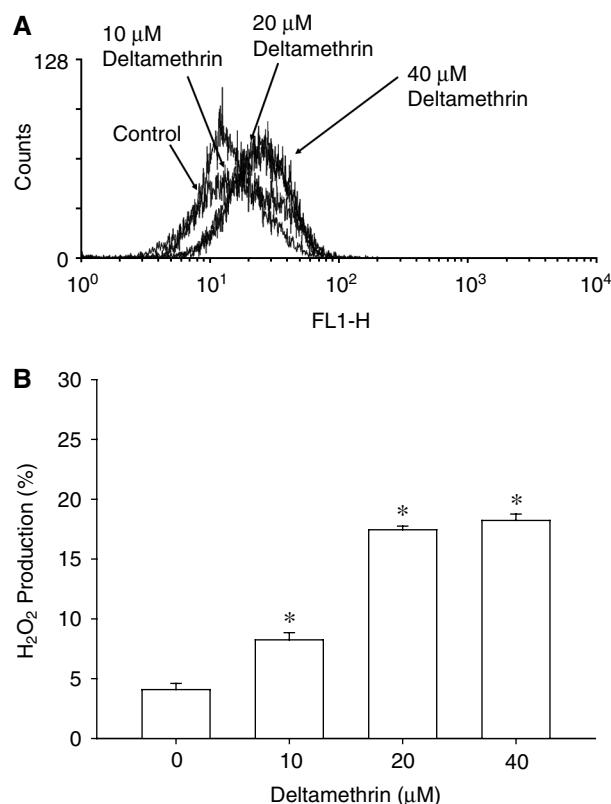 A
10 μM
Deltamethrin
20 μM
Deltamethrin
40 μM
Deltamethrin
Control
128
Counts
0
10⁰
10¹
10²
10³
10⁴
FL1-H
B
30
25
20
15
10
5
0
H₂O₂ Production (%)
*
*
*
0
10
20
40
Deltamethrin (μM)